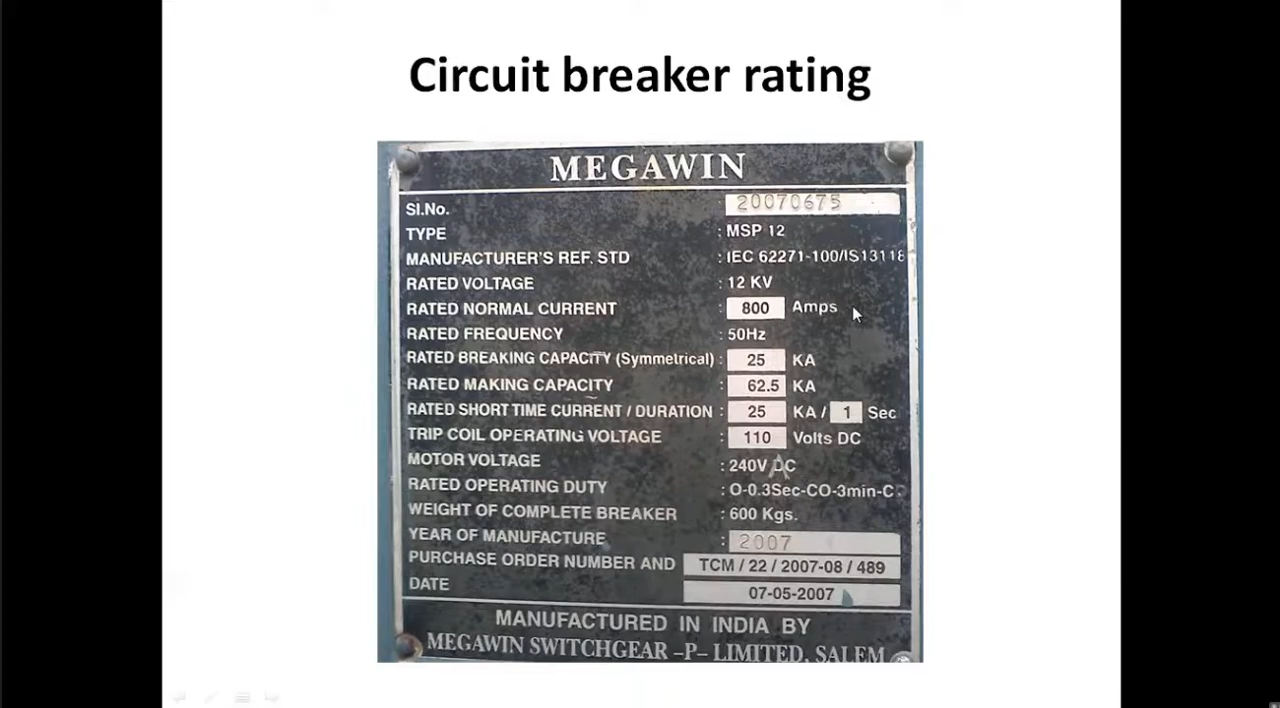 Circuit breaker rating
MEGAWIN
Sl.No. : 20070675
TYPE : MSP 12
MANUFACTURER'S REF. STD : IEC 62271-100/IS13118
RATED VOLTAGE : 12 KV
RATED NORMAL CURRENT : 800 Amps
RATED FREQUENCY : 50Hz
RATED BREAKING CAPACITY (Symmetrical) : 25 KA
RATED MAKING CAPACITY : 62.5 KA
RATED SHORT TIME CURRENT / DURATION : 25 KA / 1 Sec
TRIP COIL OPERATING VOLTAGE : 110 Volts DC
MOTOR VOLTAGE : 240V DC
RATED OPERATING DUTY : O-0.3Sec-CO-3min-C
WEIGHT OF COMPLETE BREAKER : 600 Kgs.
YEAR OF MANUFACTURE : 2007
PURCHASE ORDER NUMBER AND TCM / 22 / 2007-08 / 489
DATE 07-05-2007
MANUFACTURED IN INDIA BY
MEGAWIN SWITCHGEAR -P- LIMITED, SALEM